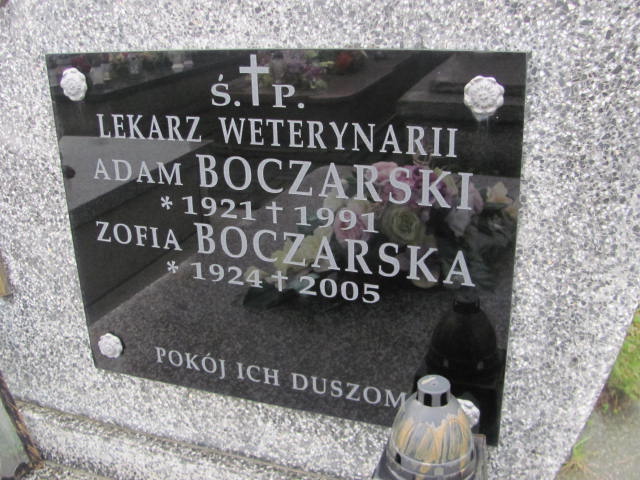 Ś. † P.
LEKARZ WETERYNARII
ADAM BOCZARSKI
* 1921 † 1991
ZOFIA BOCZARSKA
* 1924 † 2005
POKÓJ ICH DUSZOM